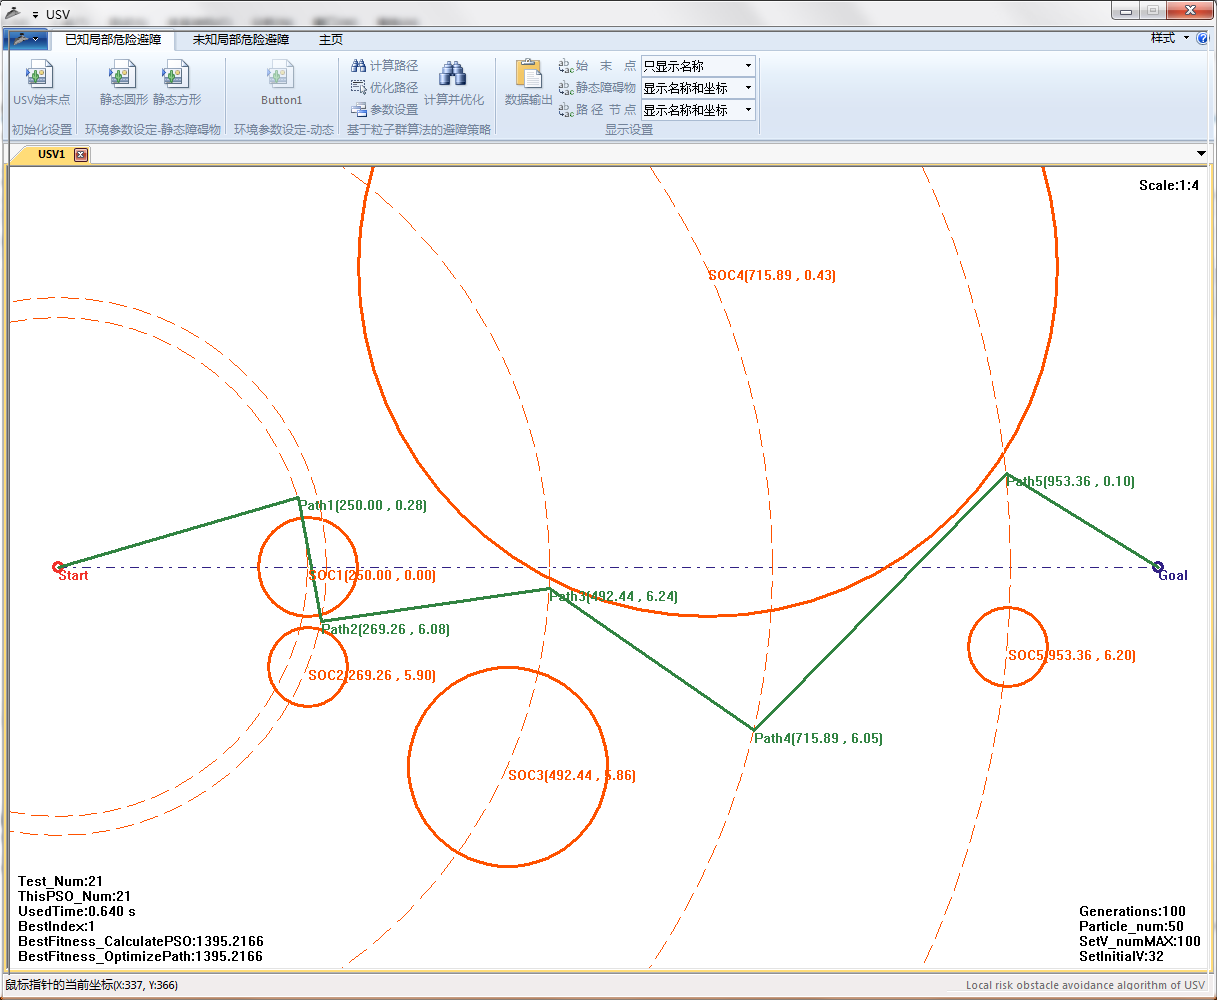 USV
已知局部危险避障 未知局部危险避障 主页 样式
USV始末点 静态圆形 静态方形 Button1 计算路径 优化路径 参数设置 计算并优化 数据输出
始 末 点 只显示名称
静态障碍物 显示名称和坐标
路 径 节 点 显示名称和坐标
初始化设置 环境参数设定-静态障碍物 环境参数设定-动态 基于粒子群算法的避障策略 显示设置
USV1
Scale:1:4
SOC4(715.89 , 0.43)
Path5(953.36 , 0.10)
Path1(250.00 , 0.28)
Start
SOC1(250.00 , 0.00)
Goal
Path3(492.44 , 6.24)
Path2(269.26 , 6.08)
SOC5(953.36 , 6.20)
SOC2(269.26 , 5.90)
Path4(715.89 , 6.05)
SOC3(492.44 , 5.86)
Test_Num:21
ThisPSO_Num:21
UsedTime:0.640 s
BestIndex:1
BestFitness_CalculatePSO:1395.2166
BestFitness_OptimizePath:1395.2166
Generations:100
Particle_num:50
SetV_numMAX:100
SetInitialV:32
鼠标指针的当前坐标(X:337, Y:366)
Local risk obstacle avoidance algorithm of USV